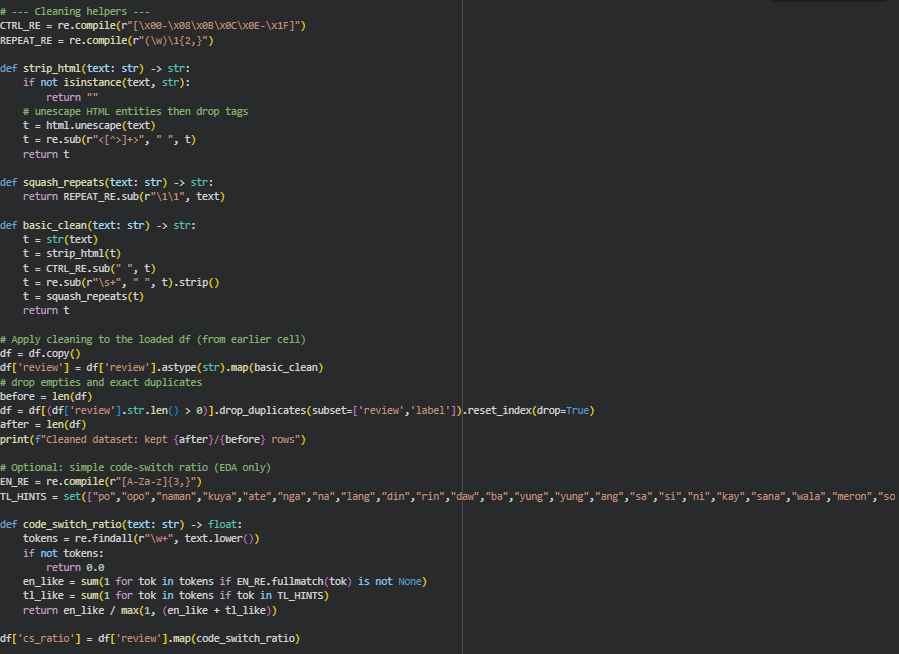 # --- Cleaning helpers ---
CTRL_RE = re.compile(r"[\x00-\x08\x0B\x0C\x0E-\x1F]")
REPEAT_RE = re.compile(r"(\w)\1{2,}")
def strip_html(text: str) -> str:
    if not isinstance(text, str):
        return ""
    # unescape HTML entities then drop tags
    t = html.unescape(text)
    t = re.sub(r"<[^>]+>", " ", t)
    return t
def squash_repeats(text: str) -> str:
    return REPEAT_RE.sub(r"\1\1", text)
def basic_clean(text: str) -> str:
    t = str(text)
    t = strip_html(t)
    t = CTRL_RE.sub(" ", t)
    t = re.sub(r"\s+", " ", t).strip()
    t = squash_repeats(t)
    return t
# Apply cleaning to the loaded df (from earlier cell)
df = df.copy()
df['review'] = df['review'].astype(str).map(basic_clean)
# drop empties and exact duplicates
before = len(df)
df = df[(df['review'].str.len() > 0)].drop_duplicates(subset=['review','label']).reset_index(drop=True)
after = len(df)
print(f"Cleaned dataset: kept {after}/{before} rows")
# Optional: simple code-switch ratio (EDA only)
EN_RE = re.compile(r"[A-Za-z]{3,}")
TL_HINTS = set(["po","opo","naman","kuya","ate","nga","na","lang","din","rin","daw","ba","yung","yung","ang","sa","si","ni","kay","sana","wala","meron","so
def code_switch_ratio(text: str) -> float:
    tokens = re.findall(r"\w+", text.lower())
    if not tokens:
        return 0.0
    en_like = sum(1 for tok in tokens if EN_RE.fullmatch(tok) is not None)
    tl_like = sum(1 for tok in tokens if tok in TL_HINTS)
    return en_like / max(1, (en_like + tl_like))
df['cs_ratio'] = df['review'].map(code_switch_ratio)